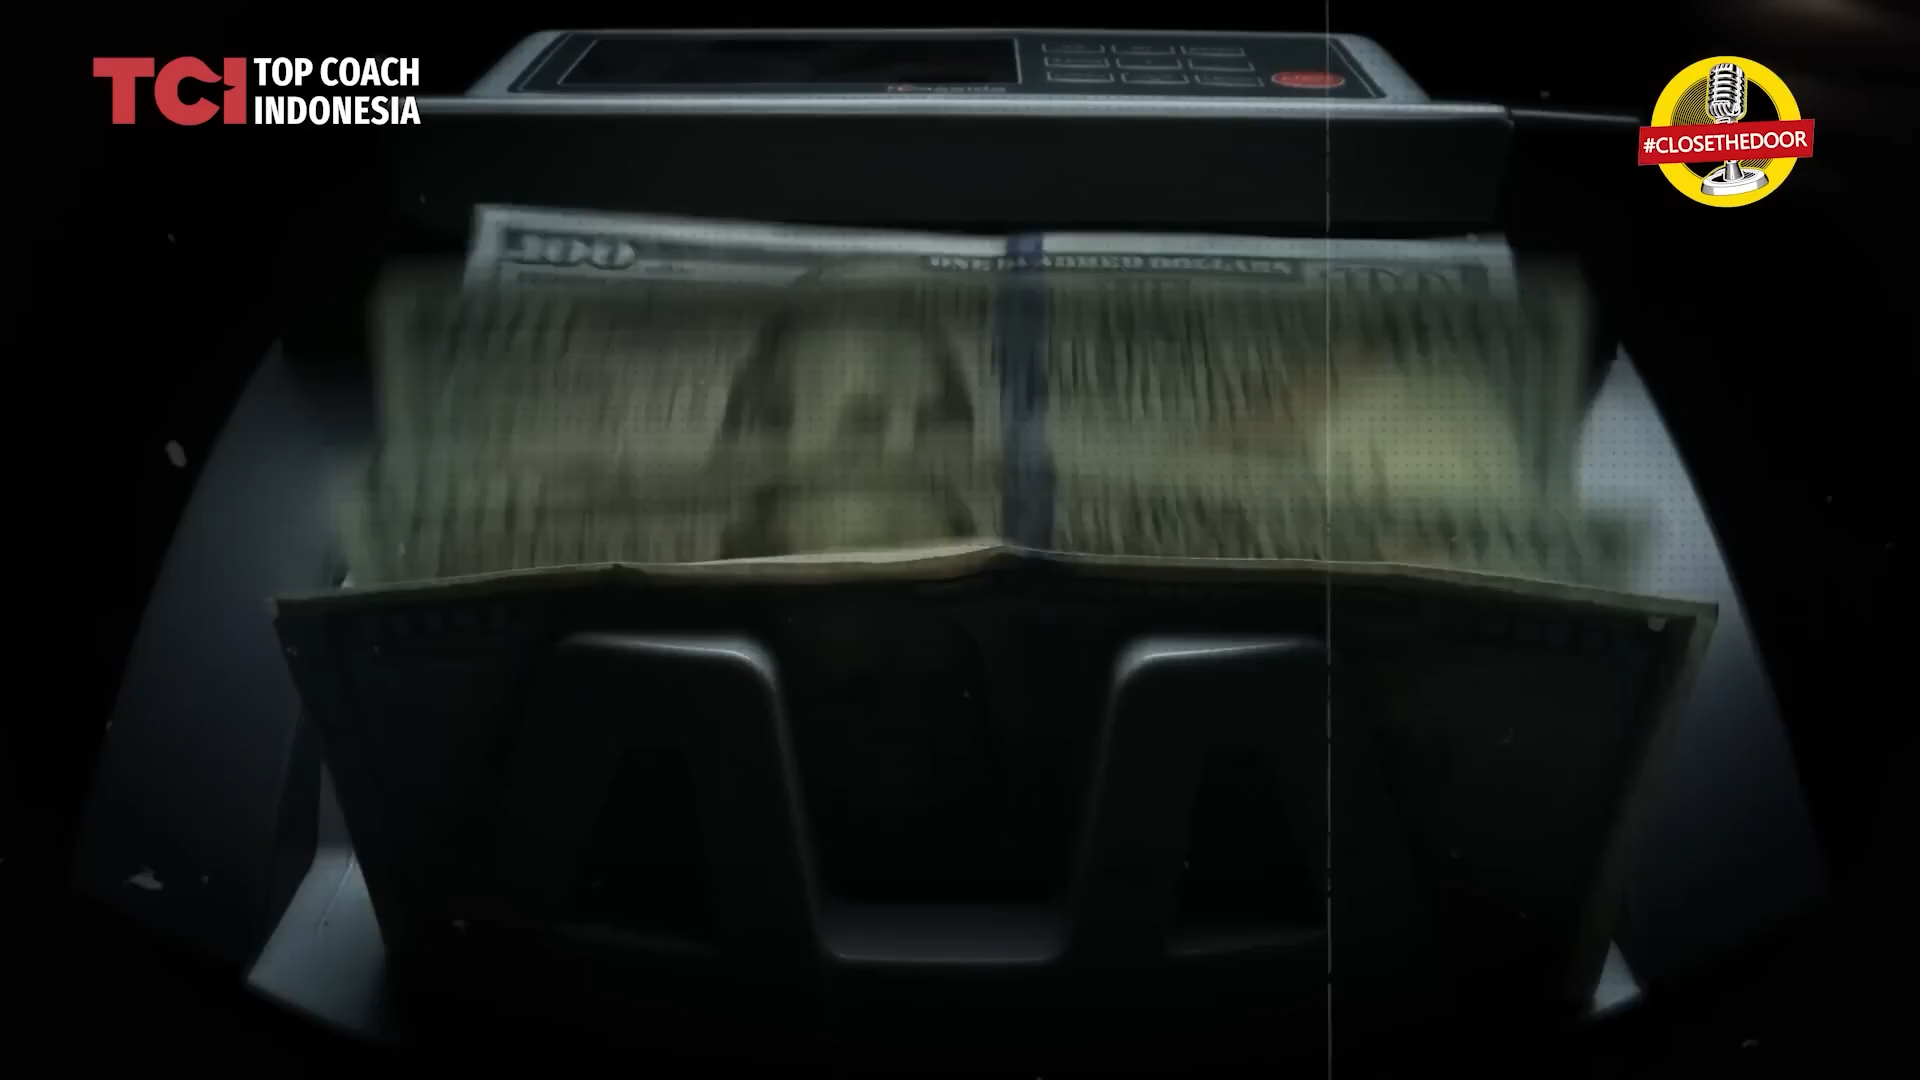 TCI TOP COACH
INDONESIA
#CLOSETHEDOOR
100
ONE HUNDRED DOLLARS